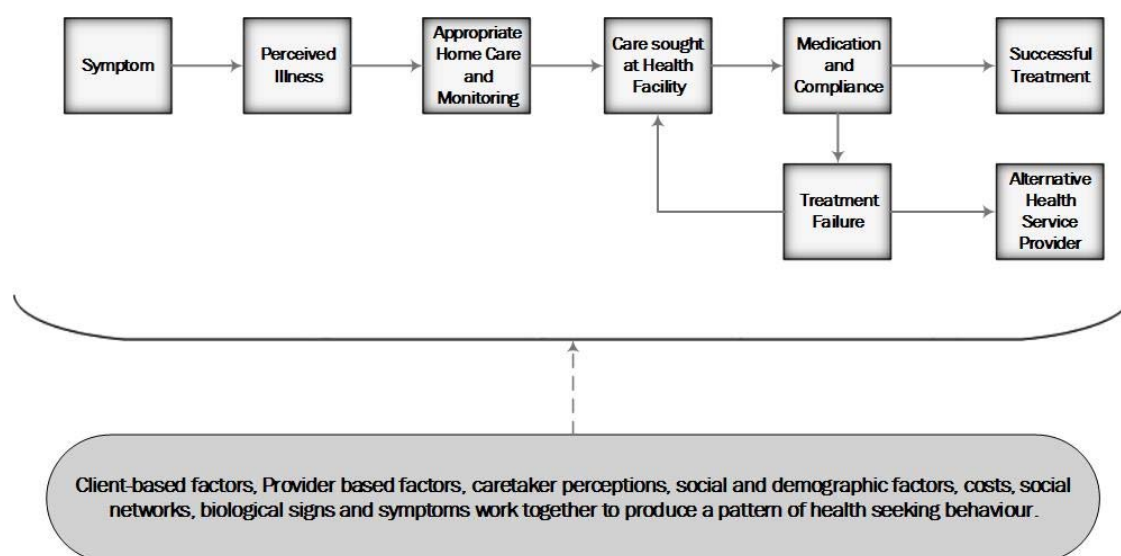 Symptom
Perceived
Illness
Appropriate
Home Care
and
Monitoring
Care sought
at Health
Facility
Medication
and
Compliance
Successful
Treatment
Treatment
Failure
Alternative
Health
Service
Provider
Client-based factors, Provider based factors, caretaker perceptions, social and demographic factors, costs, social
networks, biological signs and symptoms work together to produce a pattern of health seeking behaviour.